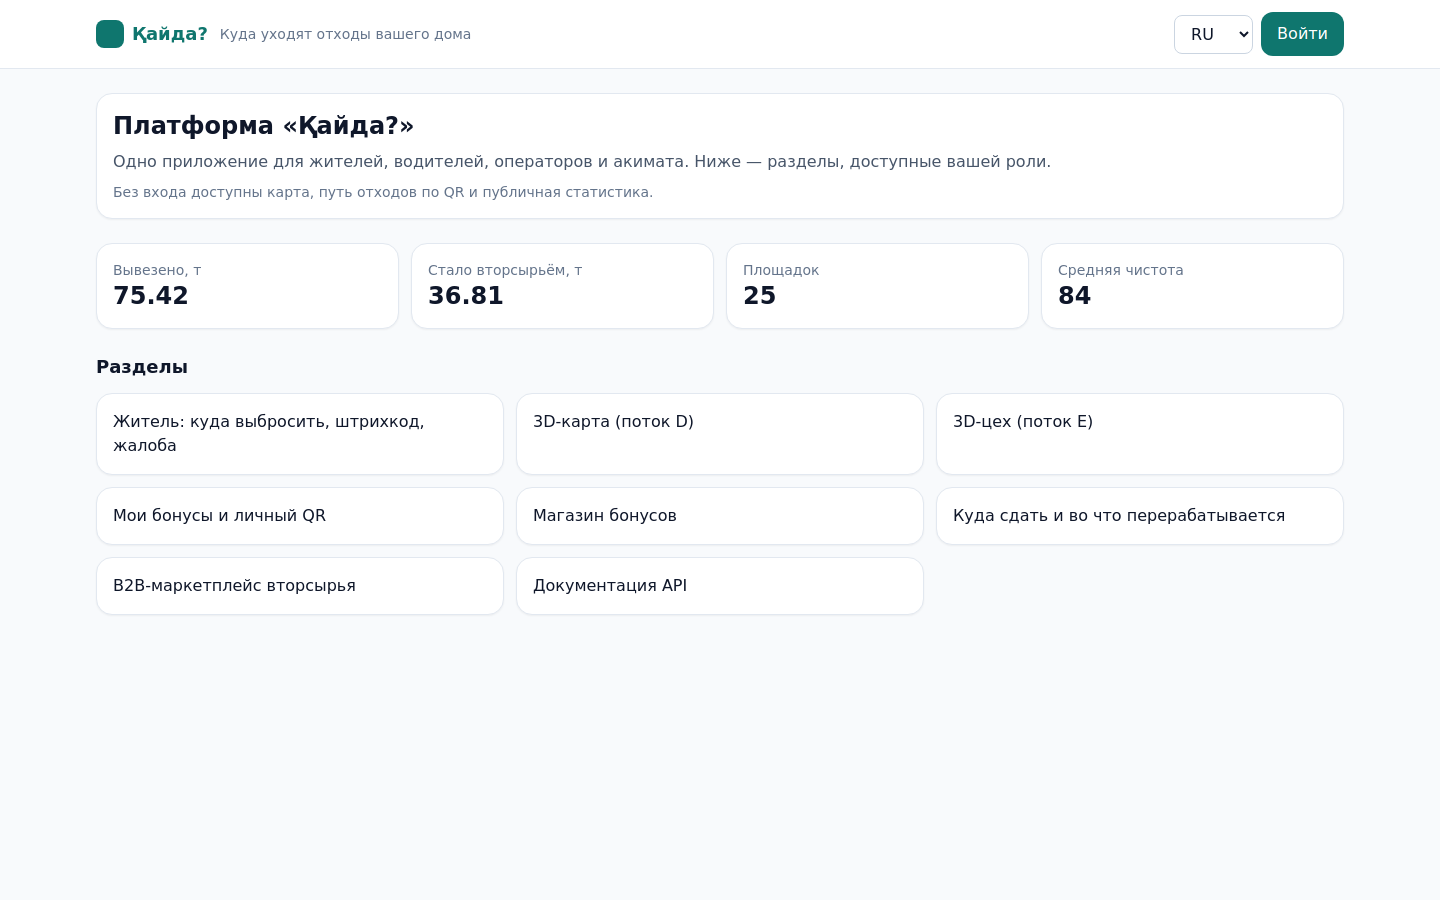 Қайда? Куда уходят отходы вашего дома RU Войти
Платформа «Қайда?»
Одно приложение для жителей, водителей, операторов и акимата. Ниже — разделы, доступные вашей роли.
Без входа доступны карта, путь отходов по QR и публичная статистика.
Вывезено, т
75.42
Стало вторсырьём, т
36.81
Площадок
25
Средняя чистота
84
Разделы
Житель: куда выбросить, штрихкод,
жалоба
3D-карта (поток D)
3D-цех (поток E)
Мои бонусы и личный QR
Магазин бонусов
Куда сдать и во что перерабатывается
B2B-маркетплейс вторсырья
Документация API